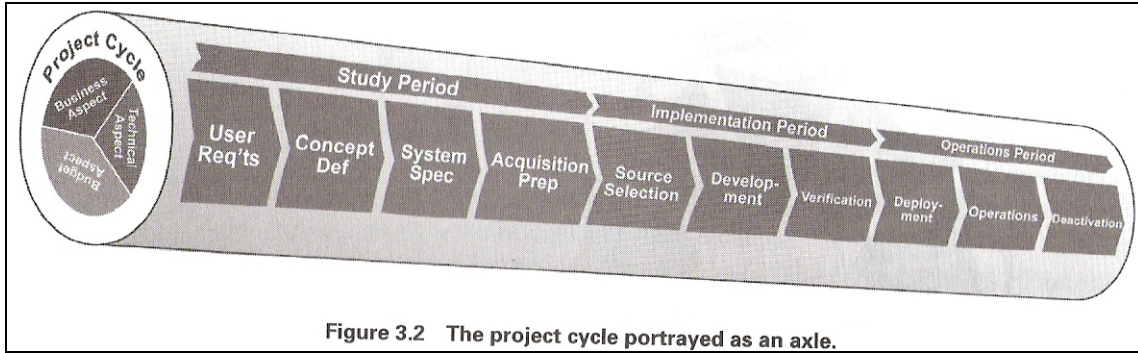 Project Cycle
Business
Aspect
Technical
Aspect
Budget
Aspect
Study Period
Implementation Period
Operations Period
User
Req'ts
Concept
Def
System
Spec
Acquisition
Prep
Source
Selection
Develop-
ment
Verification
Deploy-
ment
Operations
Deactivation
Figure 3.2 The project cycle portrayed as an axle.